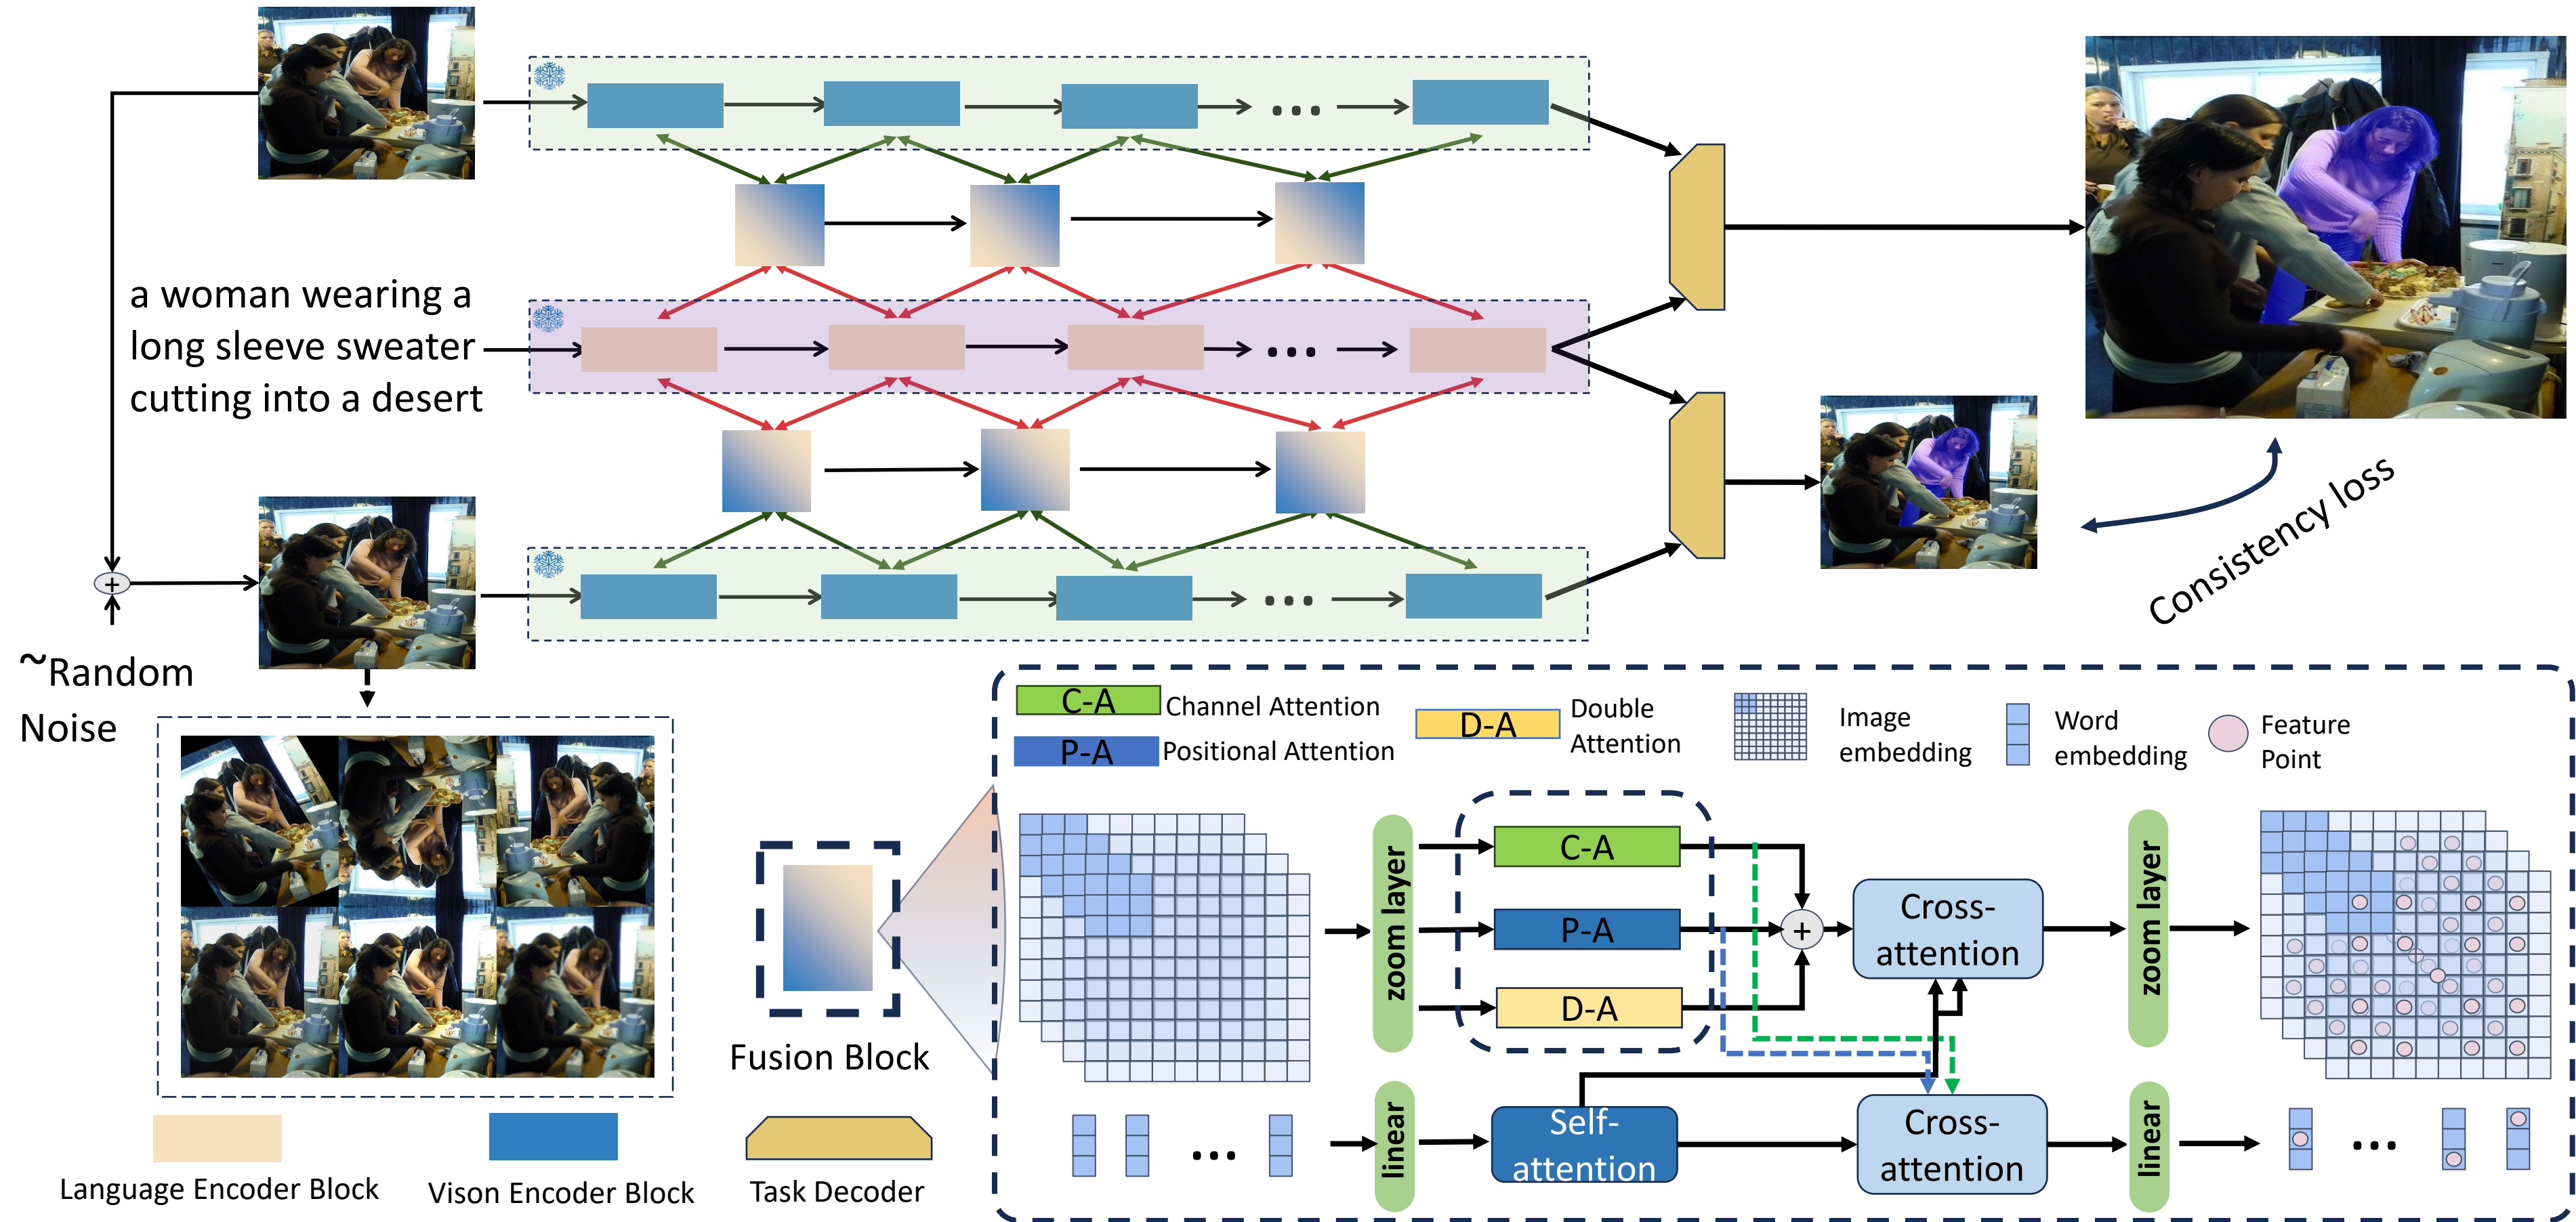 a woman wearing a
long sleeve sweater
cutting into a desert
+
~Random
Noise
Consistency loss
C-A Channel Attention
P-A Positional Attention
D-A Double
Attention
Image
embedding
Word
embedding
Feature
Point
Fusion Block
zoom layer
C-A
P-A
D-A
+
Cross-
attention
zoom layer
linear
Self-
attention
Cross-
attention
linear
Language Encoder Block
Vison Encoder Block
Task Decoder